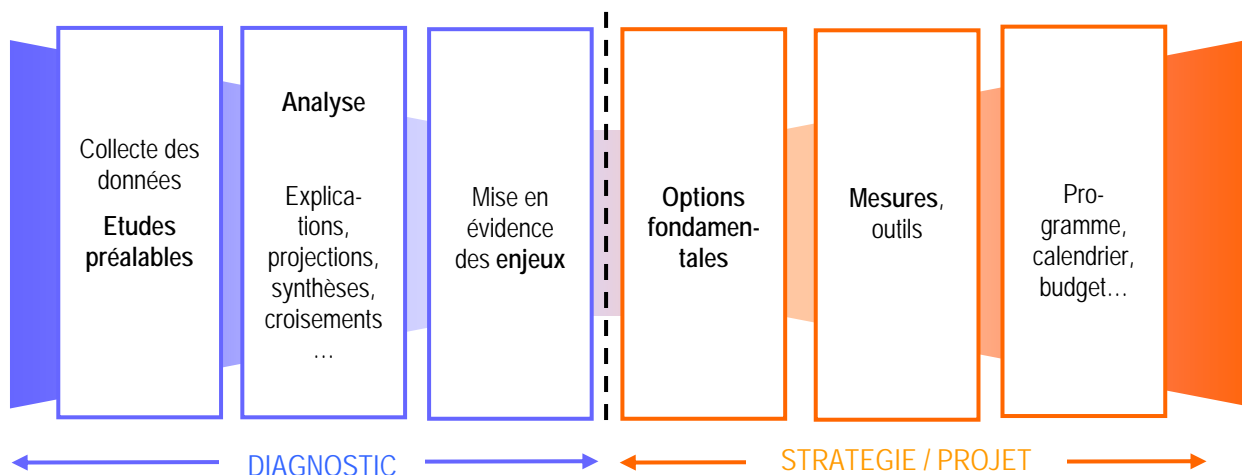 Collecte des
données
Etudes
préalables
Analyse
Explica-
tions,
projections,
synthèses,
croisements
…
Mise en
évidence
des enjeux
Options
fondamen-
tales
Mesures,
outils
Pro-
gramme,
calendrier,
budget…
DIAGNOSTIC
STRATEGIE / PROJET